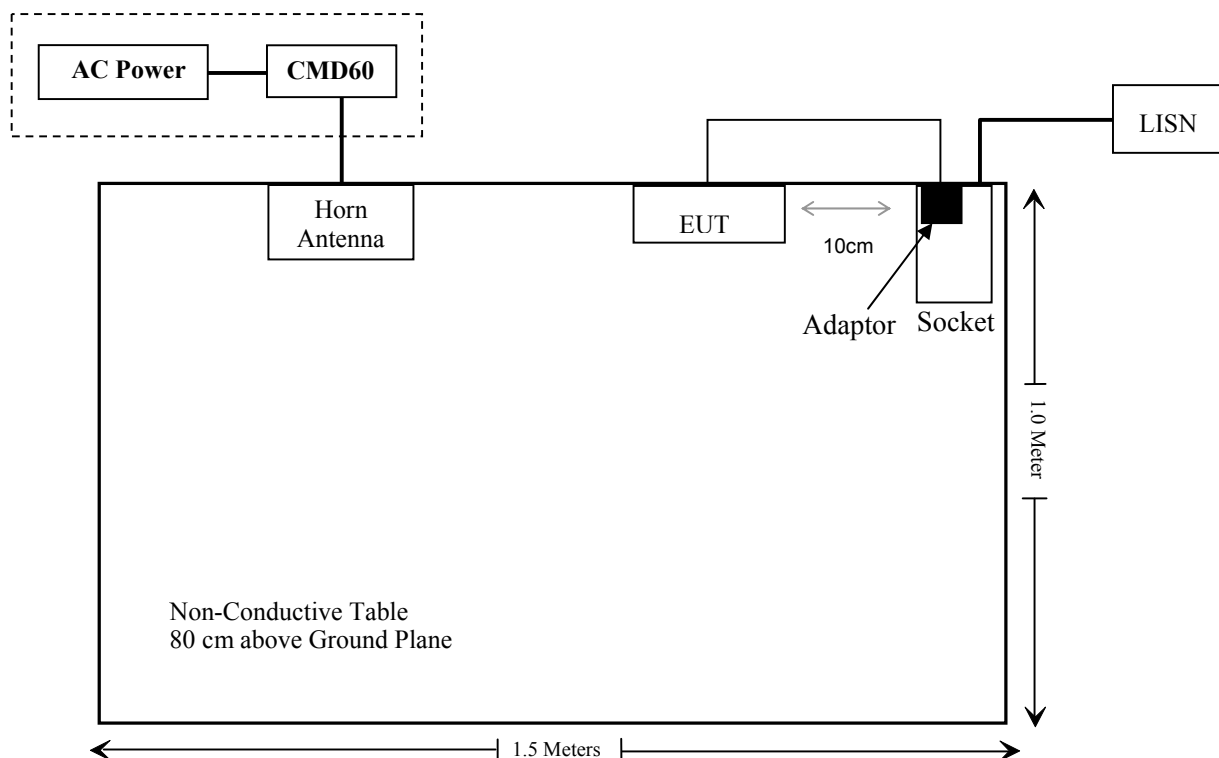 AC Power
CMD60
LISN
Horn
Antenna
EUT
10cm
Adaptor
Socket
1.0 Meter
Non-Conductive Table
80 cm above Ground Plane
1.5 Meters